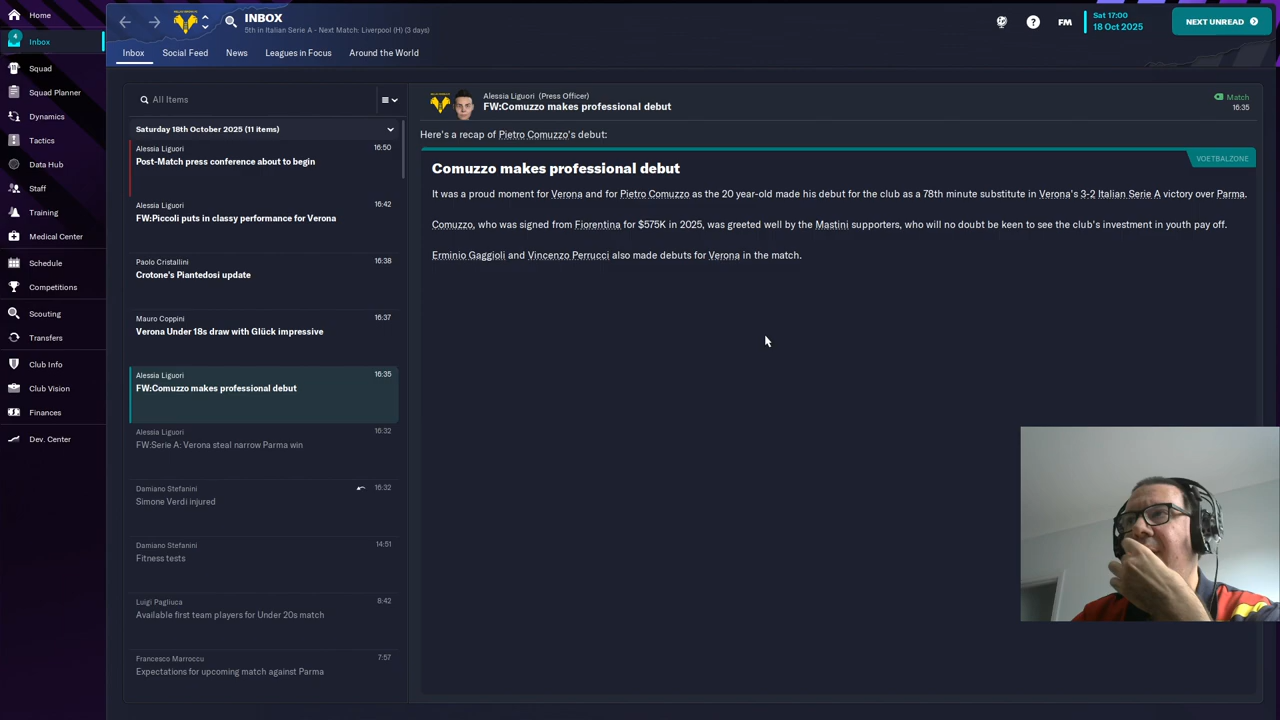 Home
4
Inbox
Squad
Squad Planner
Dynamics
Tactics
Data Hub
Staff
Training
Medical Center
Schedule
Competitions
Scouting
Transfers
Club Info
Club Vision
Finances
Dev. Center
INBOX
5th in Italian Serie A - Next Match: Liverpool (H) (3 days)
FM
Sat 17:00
18 Oct 2025
NEXT UNREAD
Inbox
Social Feed
News
Leagues in Focus
Around the World
All Items
Saturday 18th October 2025 (11 items)
Alessia Liguori 16:50
Post-Match press conference about to begin
Alessia Liguori 16:42
FW:Piccoli puts in classy performance for Verona
Paolo Cristallini 16:38
Crotone's Piantedosi update
Mauro Coppini 16:37
Verona Under 18s draw with Glück impressive
Alessia Liguori 16:35
FW:Comuzzo makes professional debut
Alessia Liguori 16:32
FW:Serie A: Verona steal narrow Parma win
Damiano Stefanini 16:32
Simone Verdi injured
Damiano Stefanini 14:51
Fitness tests
Luigi Pagliuca 8:42
Available first team players for Under 20s match
Francesco Marroccu 7:57
Expectations for upcoming match against Parma
Alessia Liguori (Press Officer)
FW:Comuzzo makes professional debut
Match
16:35
Here's a recap of Pietro Comuzzo's debut:
VOETBALZONE
Comuzzo makes professional debut
It was a proud moment for Verona and for Pietro Comuzzo as the 20 year-old made his debut for the club as a 78th minute substitute in Verona's 3-2 Italian Serie A victory over Parma.
Comuzzo, who was signed from Fiorentina for $575K in 2025, was greeted well by the Mastini supporters, who will no doubt be keen to see the club's investment in youth pay off.
Erminio Gaggioli and Vincenzo Perrucci also made debuts for Verona in the match.